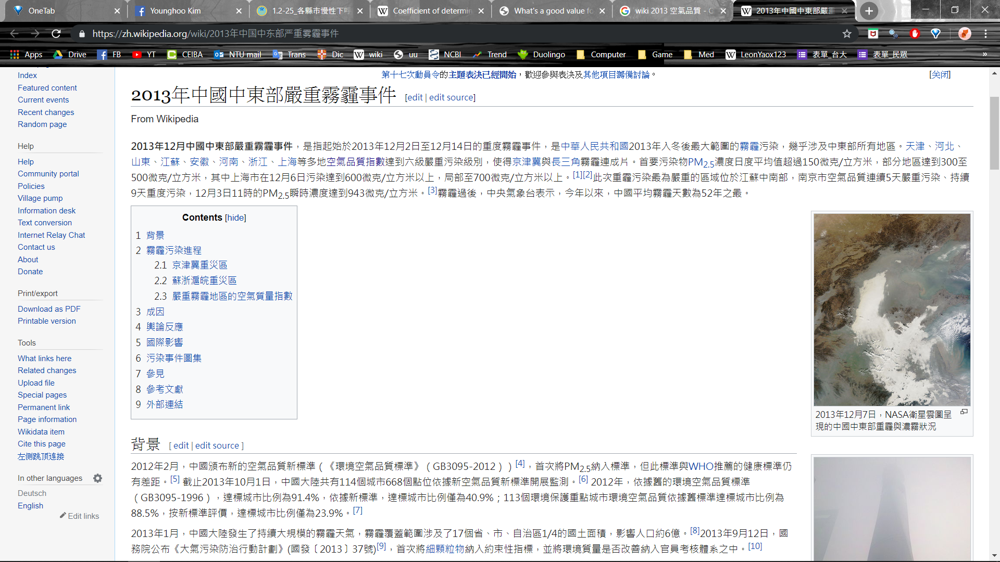 OneTab
Younghoo Kim
1.2-25_各縣市慢性下呼
Coefficient of determin
What's a good value fo
wiki 2013 空氣品質 - G
2013年中國中東部嚴重
https://zh.wikipedia.org/wiki/2013年中国中东部严重雾霾事件
Apps Drive FB YT CEIBA NTU mail Trans Dic wiki uu NCBI Trend Duolingo Computer Game Med LeonYaox123 表單_台大 表單_民眾 »
第十七次動員令的主題表決已經開始，歡迎參與表決及其他項目籌備討論。
[关闭]
Index
Featured content
Current events
Recent changes
Random page
Help
Help
Community portal
Policies
Village pump
Information desk
Text conversion
Internet Relay Chat
Contact us
About
Donate
Print/export
Download as PDF
Printable version
Tools
What links here
Related changes
Upload file
Special pages
Permanent link
Page information
Wikidata item
Cite this page
左侧跳顶连接
In other languages
Deutsch
English
Edit links
2013年中國中東部嚴重霧霾事件 [edit | edit source]
From Wikipedia
2013年12月中國中東部嚴重霧霾事件，是指起始於2013年12月2日至12月14日的重度霧霾事件，是中華人民共和國2013年入冬後最大範圍的霧霾污染，幾乎涉及中東部所有地區。天津、河北、
山東、江蘇、安徽、河南、浙江、上海等多地空氣品質指數達到六級嚴重污染級別，使得京津冀與長三角霧霾連成片。首要污染物PM2.5濃度日度平均值超過150微克/立方米，部分地區達到300至
500微克/立方米，其中上海市在12月6日污染達到600微克/立方米以上，局部至700微克/立方米以上。[1][2]此次重霾污染最為嚴重的區域位於江蘇中南部，南京市空氣品質連續5天嚴重污染、持續
9天重度污染，12月3日11時的PM2.5瞬時濃度達到943微克/立方米。[3]霧霾過後，中央氣象台表示，今年以來，中國平均霧霾天數為52年之最。
Contents [hide]
1 背景
2 霧霾污染進程
2.1 京津冀重災區
2.2 蘇浙滬皖重災區
2.3 嚴重霧霾地區的空氣質量指數
3 成因
4 輿論反應
5 國際影響
6 污染事件圖集
7 參見
8 參考文獻
9 外部連結
2013年12月7日，NASA衛星雲圖呈
現的中國中東部重霾與濃霧狀況
背景 [ edit | edit source ]
2012年2月，中國頒布新的空氣品質新標準（《環境空氣品質標準》（GB3095-2012））[4]，首次將PM2.5納入標準，但此標準與WHO推薦的健康標準仍
有差距。[5] 截止2013年10月1日，中國大陸共有114個城市668個點位依據新空氣品質新標準開展監測。[6] 2012年，依據舊的環境空氣品質標準
（GB3095-1996），達標城市比例為91.4%，依據新標準，達標城市比例僅為40.9%；113個環境保護重點城市環境空氣品質依據舊標準達標城市比例為
88.5%，按新標準評價，達標城市比例僅為23.9%。[7]
2013年1月，中國大陸發生了持續大規模的霧霾天氣，霧霾覆蓋範圍涉及了17個省、市、自治區1/4的國土面積，影響人口約6億。[8]2013年9月12日，國
務院公布《大氣污染防治行動計劃》(國發〔2013〕37號)[9]，首次將細顆粒物納入約束性指標，並將環境質量是否改善納入官員考核體系之中。[10]